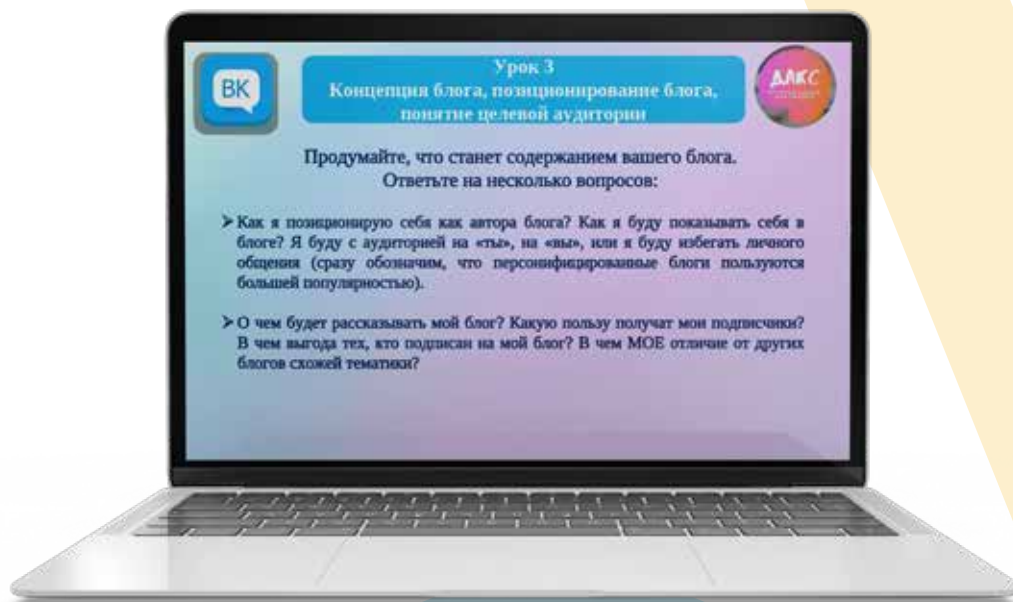 ВК
Урок 3
Концепция блога, позиционирование блога,
понятие целевой аудитории
ДЛКС
Продумайте, что станет содержанием вашего блога.
Ответьте на несколько вопросов:
Как я позиционирую себя как автора блога? Как я буду показывать себя в
блоге? Я буду с аудиторией на «ты», на «вы», или я буду избегать личного
общения (сразу обозначим, что персонифицированные блоги пользуются
большей популярностью).
О чем будет рассказывать мой блог? Какую пользу получат мои подписчики?
В чем выгода тех, кто подписан на мой блог? В чем МОЕ отличие от других
блогов схожей тематики?